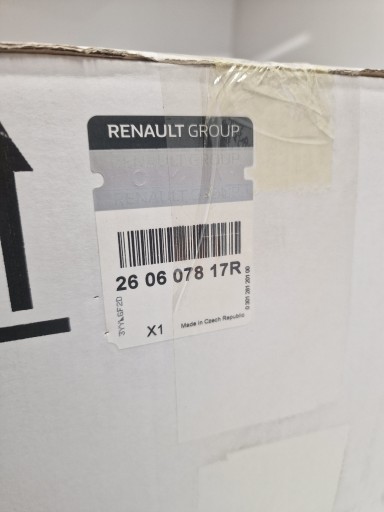 RENAULT GROUP
26 06 078 17R
X1
Made in Czech Republic